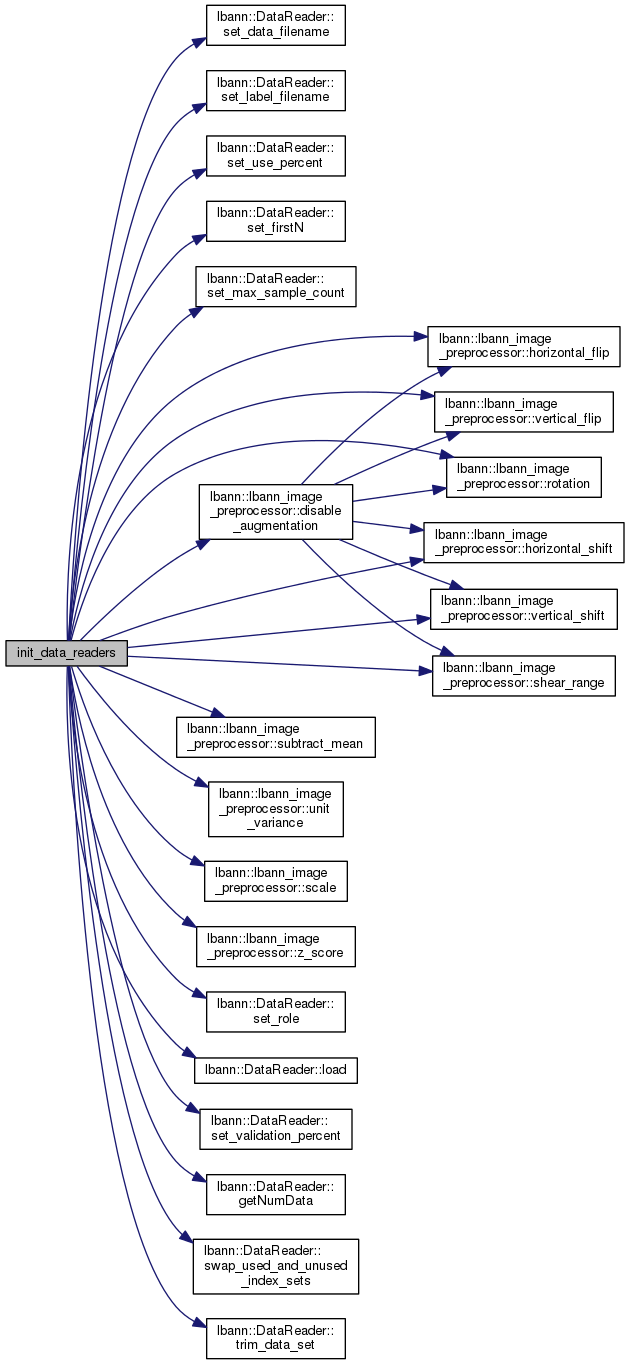 lbann::DataReader::
set_data_filename
lbann::DataReader::
set_label_filename
lbann::DataReader::
set_use_percent
lbann::DataReader::
set_firstN
lbann::DataReader::
set_max_sample_count
lbann::lbann_image
_preprocessor::horizontal_flip
lbann::lbann_image
_preprocessor::vertical_flip
lbann::lbann_image
_preprocessor::rotation
lbann::lbann_image
_preprocessor::disable
_augmentation
lbann::lbann_image
_preprocessor::horizontal_shift
lbann::lbann_image
_preprocessor::vertical_shift
init_data_readers
lbann::lbann_image
_preprocessor::shear_range
lbann::lbann_image
_preprocessor::subtract_mean
lbann::lbann_image
_preprocessor::unit
_variance
lbann::lbann_image
_preprocessor::scale
lbann::lbann_image
_preprocessor::z_score
lbann::DataReader::
set_role
lbann::DataReader::load
lbann::DataReader::
set_validation_percent
lbann::DataReader::
getNumData
lbann::DataReader::
swap_used_and_unused
_index_sets
lbann::DataReader::
trim_data_set